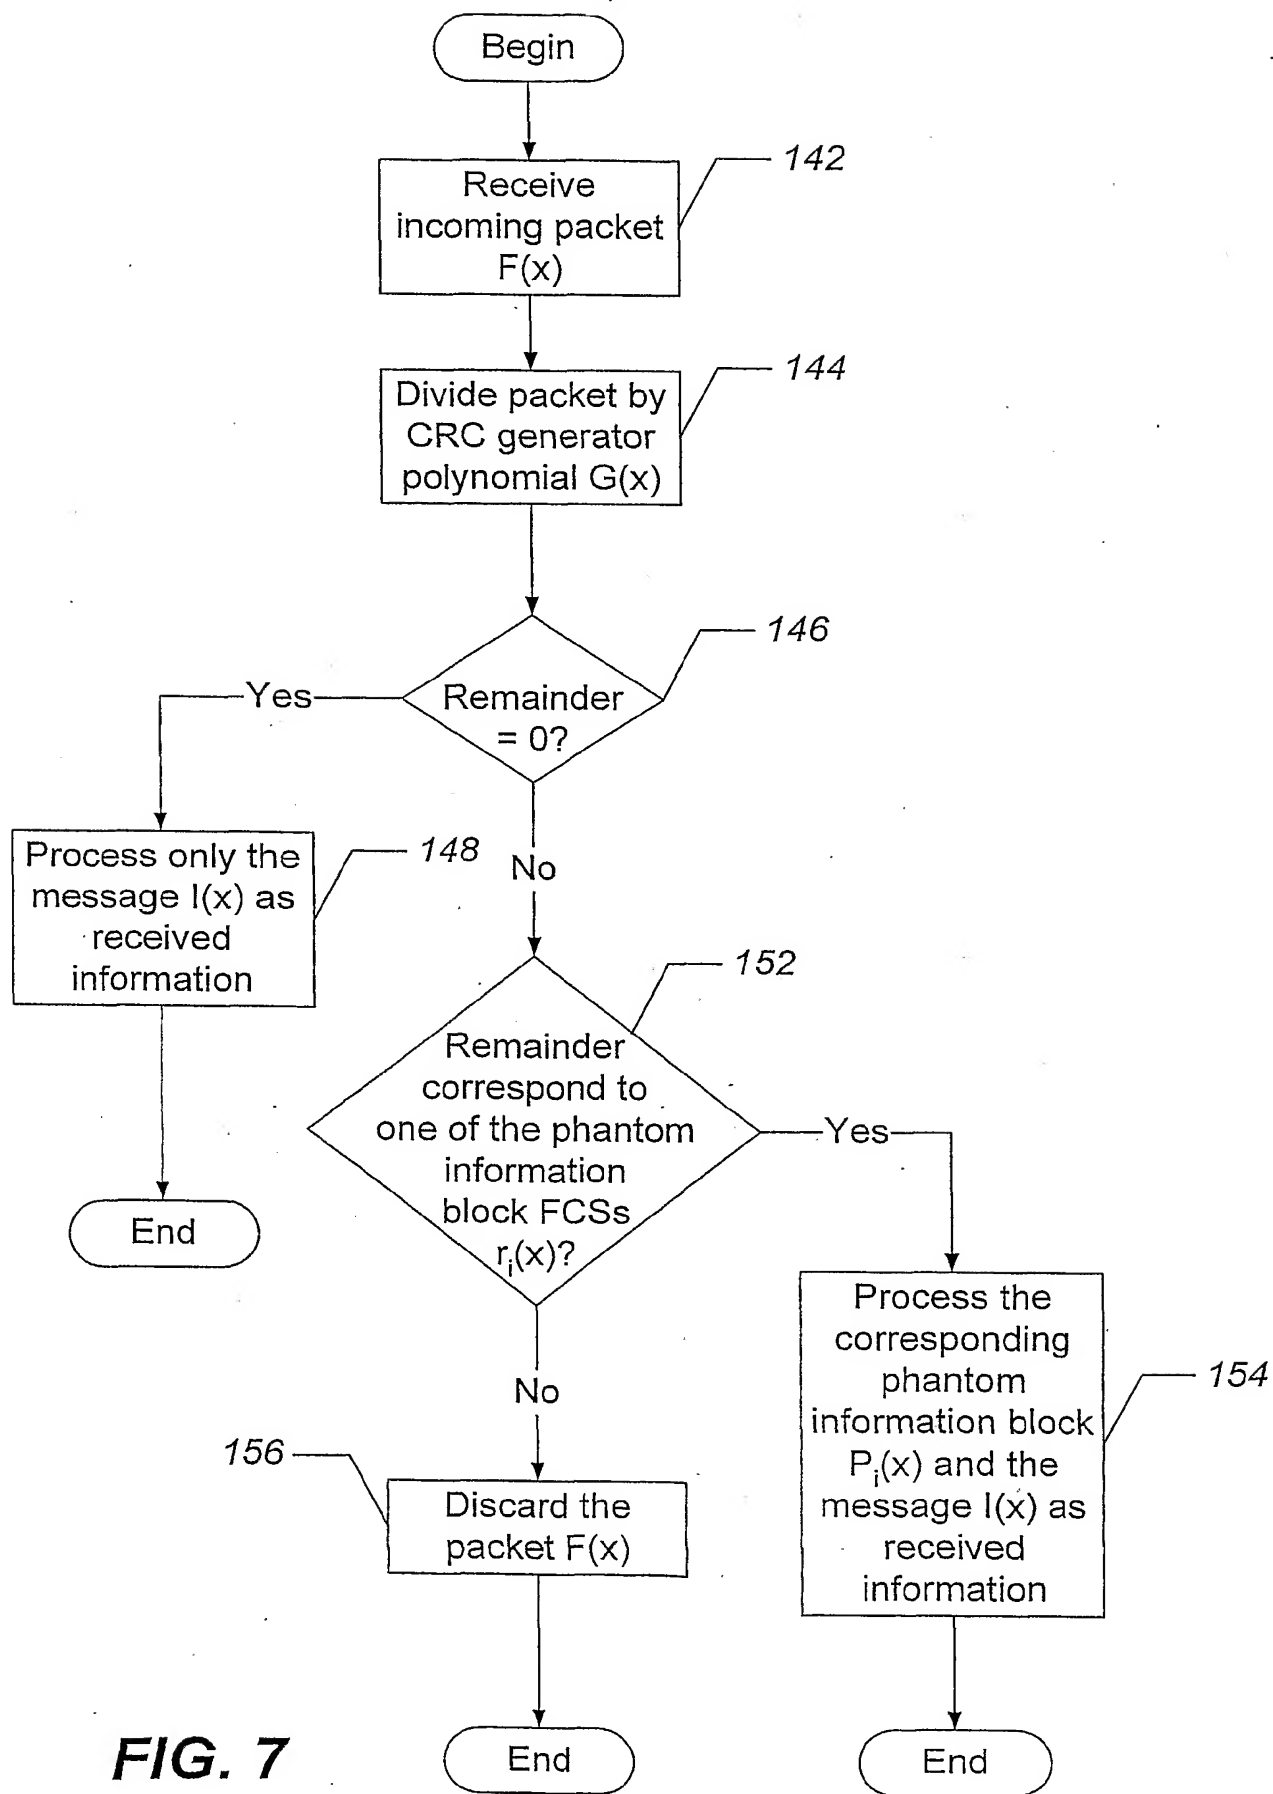 Begin
142
Receive
incoming packet
F(x)
144
Divide packet by
CRC generator
polynomial G(x)
146
Remainder
= 0?
Yes
No
148
Process only the
message I(x) as
received
information
End
152
Remainder
correspond to
one of the phantom
information
block FCSs
rᵢ(x)?
Yes
No
154
Process the
corresponding
phantom
information block
Pᵢ(x) and the
message I(x) as
received
information
End
156
Discard the
packet F(x)
End
FIG. 7